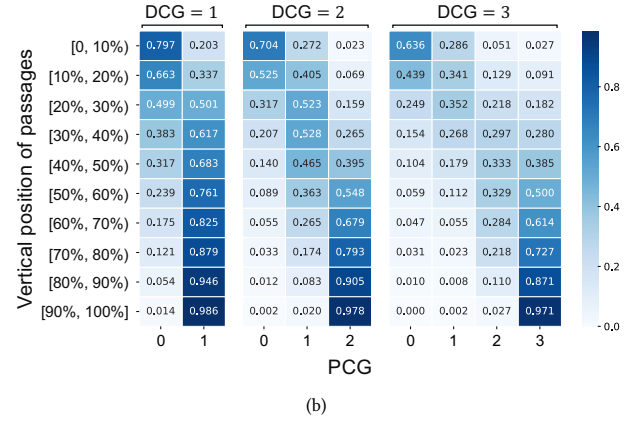 DCG = 1 DCG = 2 DCG = 3
[0, 10%) 0.797 0.203 0.704 0.272 0.023 0.636 0.286 0.051 0.027
[10%, 20%) 0.663 0.337 0.525 0.405 0.069 0.439 0.341 0.129 0.091
[20%, 30%) 0.499 0.501 0.317 0.523 0.159 0.249 0.352 0.218 0.182
[30%, 40%) 0.383 0.617 0.207 0.528 0.265 0.154 0.268 0.297 0.280
[40%, 50%) 0.317 0.683 0.140 0.465 0.395 0.104 0.179 0.333 0.385
[50%, 60%) 0.239 0.761 0.089 0.363 0.548 0.059 0.112 0.329 0.500
[60%, 70%) 0.175 0.825 0.055 0.265 0.679 0.047 0.055 0.284 0.614
[70%, 80%) 0.121 0.879 0.033 0.174 0.793 0.031 0.023 0.218 0.727
[80%, 90%) 0.054 0.946 0.012 0.083 0.905 0.010 0.008 0.110 0.871
[90%, 100%] 0.014 0.986 0.002 0.020 0.978 0.000 0.002 0.027 0.971
0 1 0 1 2 0 1 2 3
Vertical position of passages
PCG
0.8
0.6
0.4
0.2
0.0
(b)